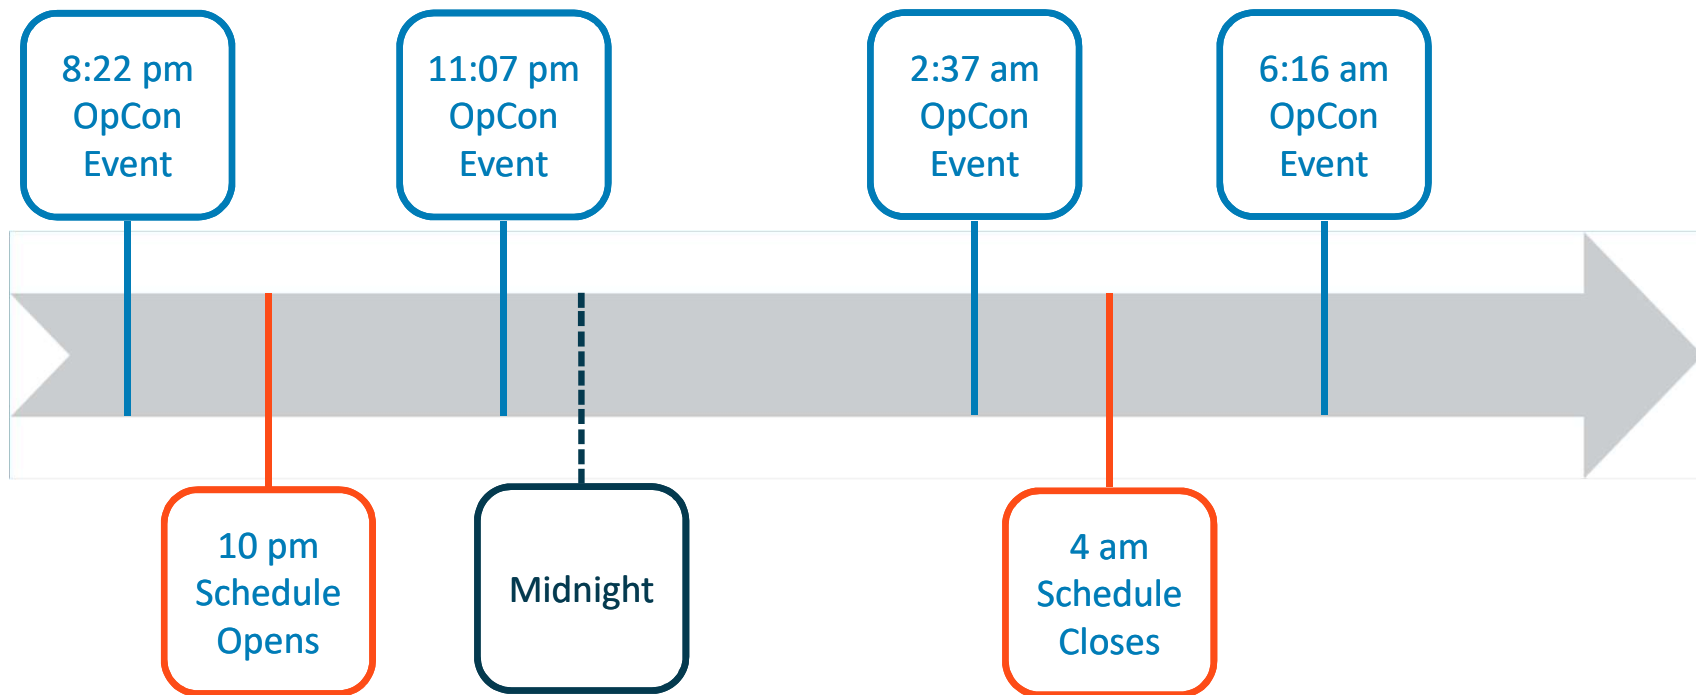 8:22 pm
OpCon
Event
11:07 pm
OpCon
Event
2:37 am
OpCon
Event
6:16 am
OpCon
Event
10 pm
Schedule
Opens
Midnight
4 am
Schedule
Closes